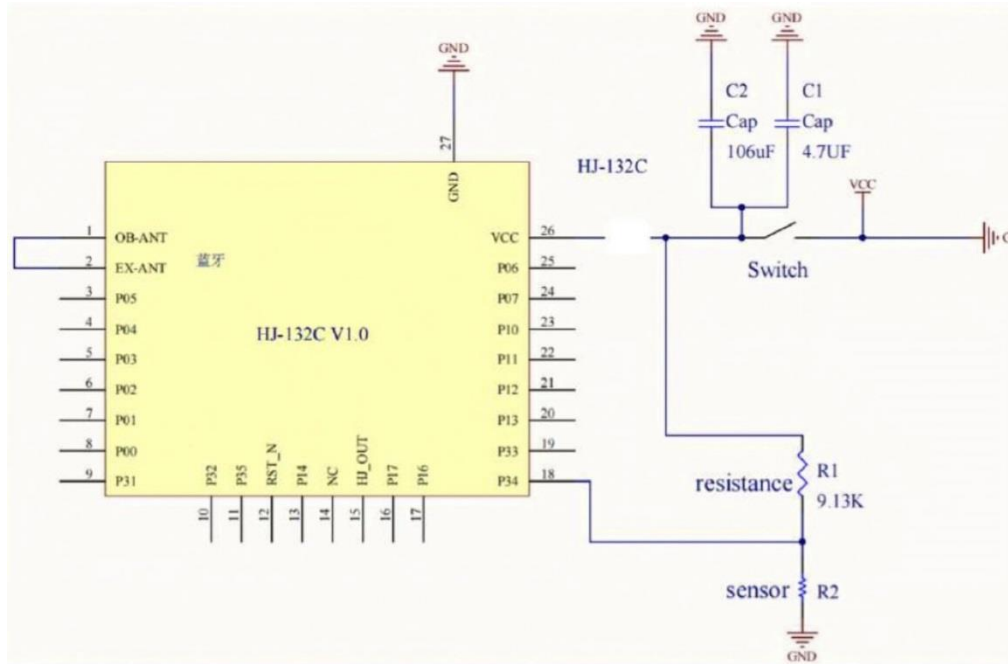 GND
GND
GND
C2
Cap
106uF
C1
Cap
4.7UF
27
GND
HJ-132C
VCC
1
OB-ANT
2
EX-ANT
蓝牙
3
P05
4
P04
5
P03
6
P02
7
P01
8
P00
9
P31
HJ-132C V1.0
VCC
26
P06
25
P07
24
P10
23
P11
22
P12
21
P13
20
P33
19
P34
18
Switch
G
P32
P35
RST_N
P14
NC
HJ_OUT
P17
P16
10
11
12
13
14
15
16
17
resistance
R1
9.13K
sensor
R2
GND